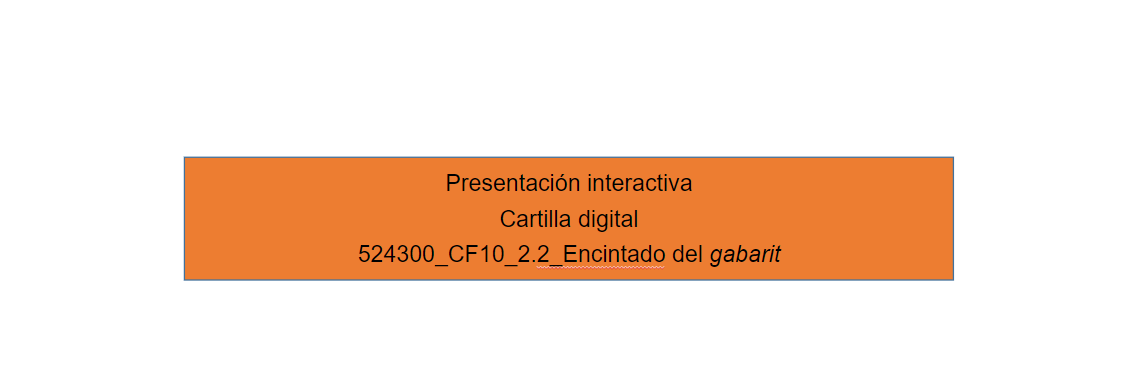 Presentación interactiva
Cartilla digital
524300_CF10_2.2_Encintado del gabarit